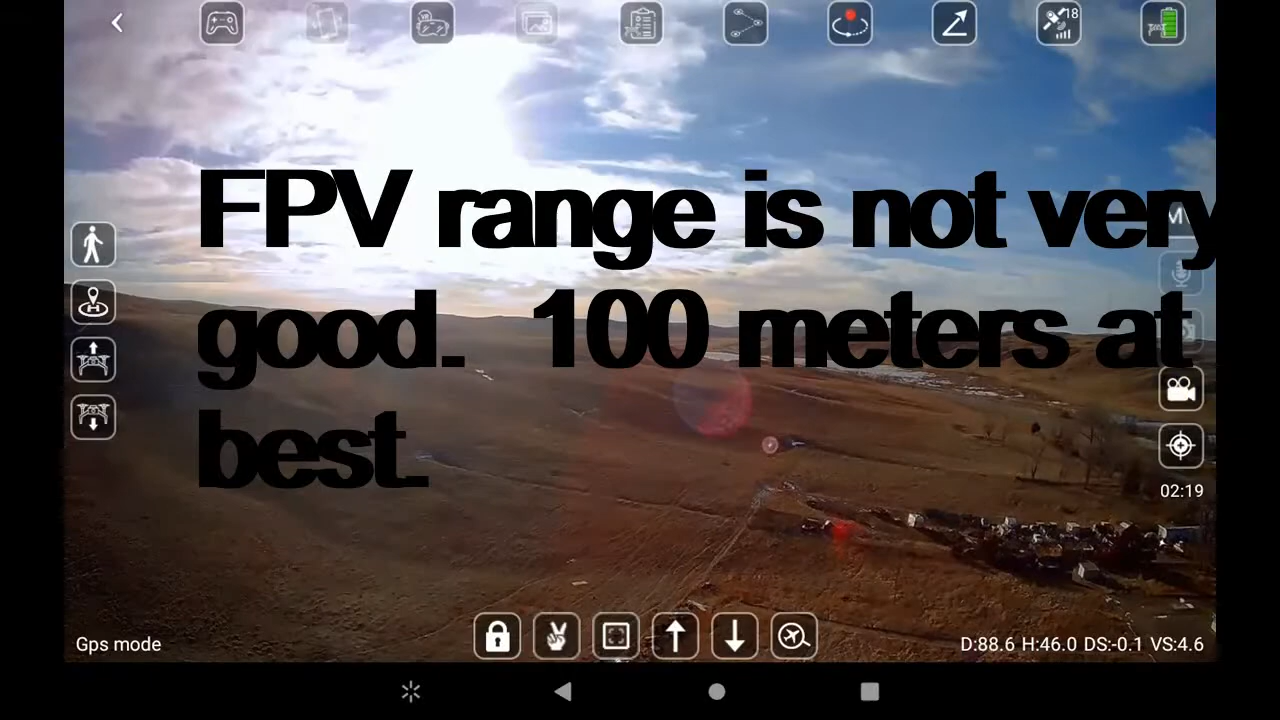 18
FPV range is not very
good. 100 meters at
best.
M
02:19
Gps mode
D:88.6 H:46.0 DS:-0.1 VS:4.6